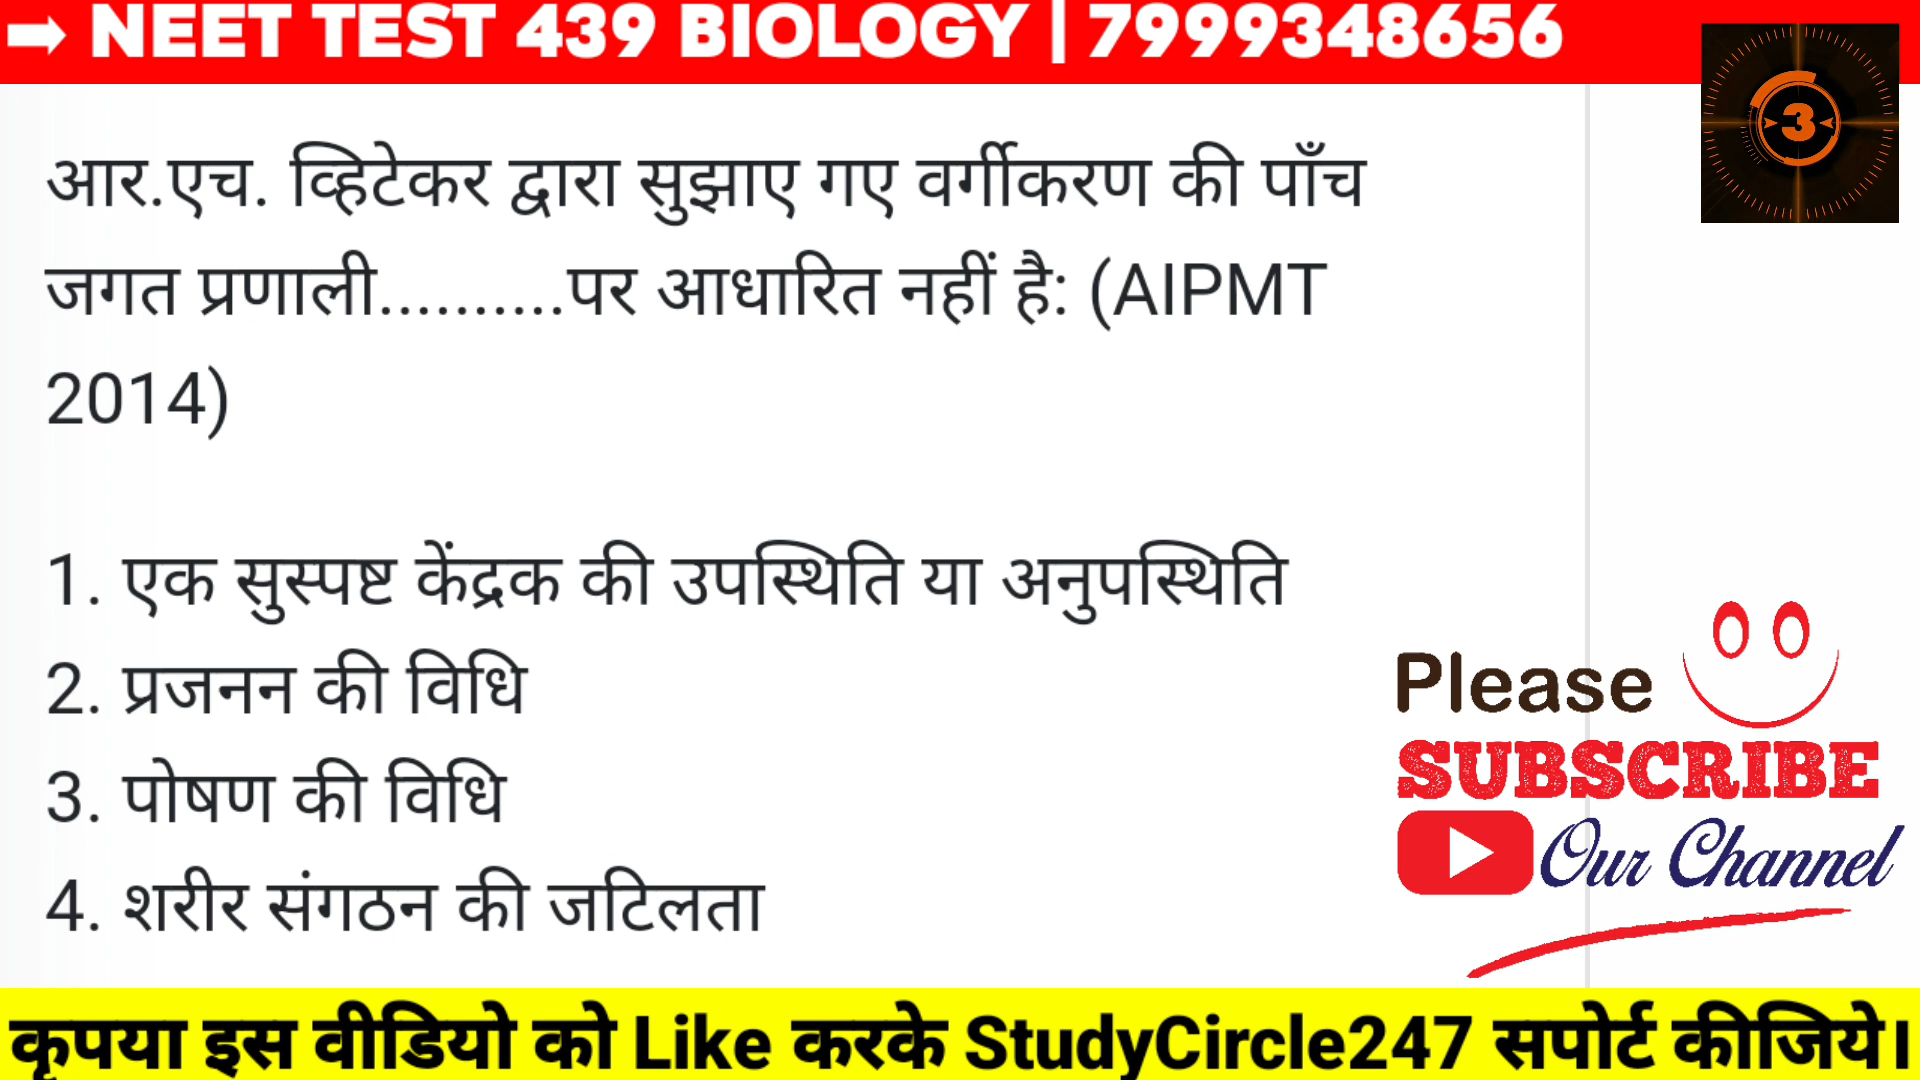 ➡ NEET TEST 439 BIOLOGY | 7999348656
3
आर.एच. व्हिटेकर द्वारा सुझाए गए वर्गीकरण की पाँच
जगत प्रणाली..........पर आधारित नहीं है: (AIPMT
2014)
1. एक सुस्पष्ट केंद्रक की उपस्थिति या अनुपस्थिति
2. प्रजनन की विधि
3. पोषण की विधि
4. शरीर संगठन की जटिलता
Please
SUBSCRIBE
Our Channel
कृपया इस वीडियो को Like करके StudyCircle247 सपोर्ट कीजिये।